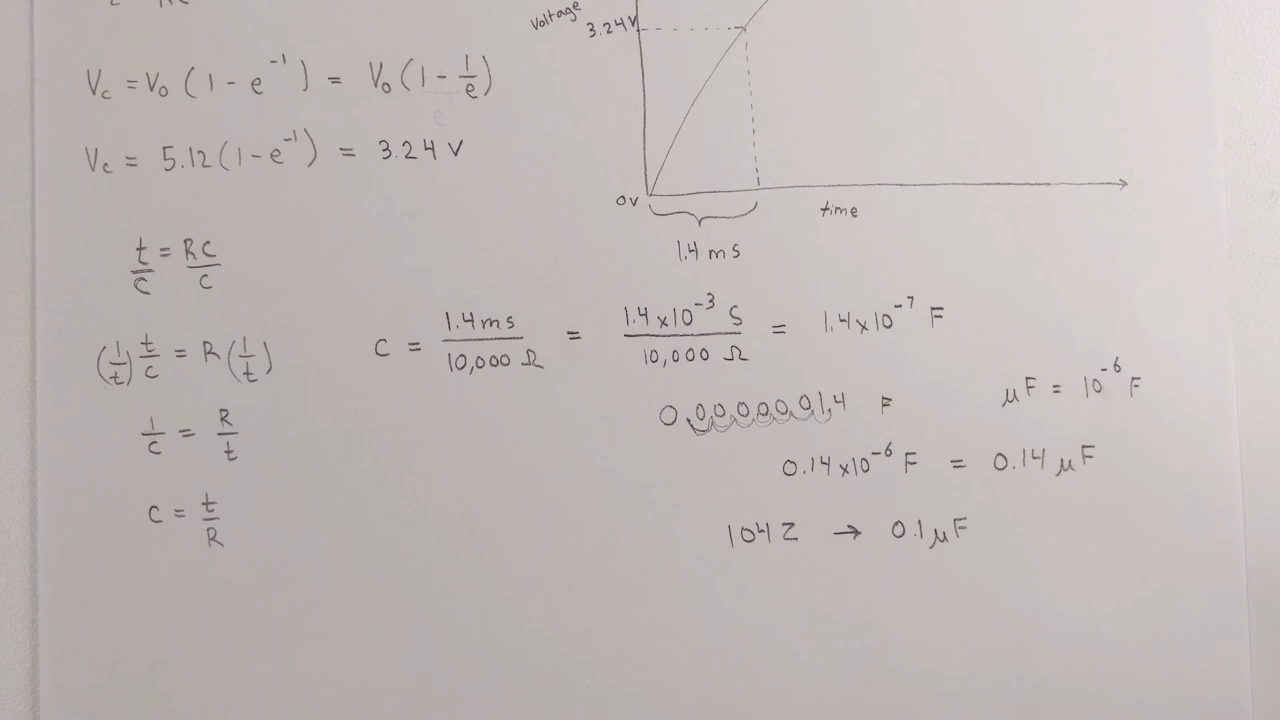 Voltage
3.24V
Vc = V₀ (1 - e⁻¹) = V₀ (1 - 1/e)
Vc = 5.12 (1 - e⁻¹) = 3.24 V
0V
time
1.4 ms
t/C = RC/C
C = 1.4ms/10,000 Ω = 1.4x10⁻³ S/10,000 Ω = 1.4x10⁻⁷ F
(1/t) t/C = R (1/t)
0.00000014 F
μF = 10⁻⁶ F
1/C = R/t
0.14x10⁻⁶ F = 0.14 μF
C = t/R
104Z → 0.1μF